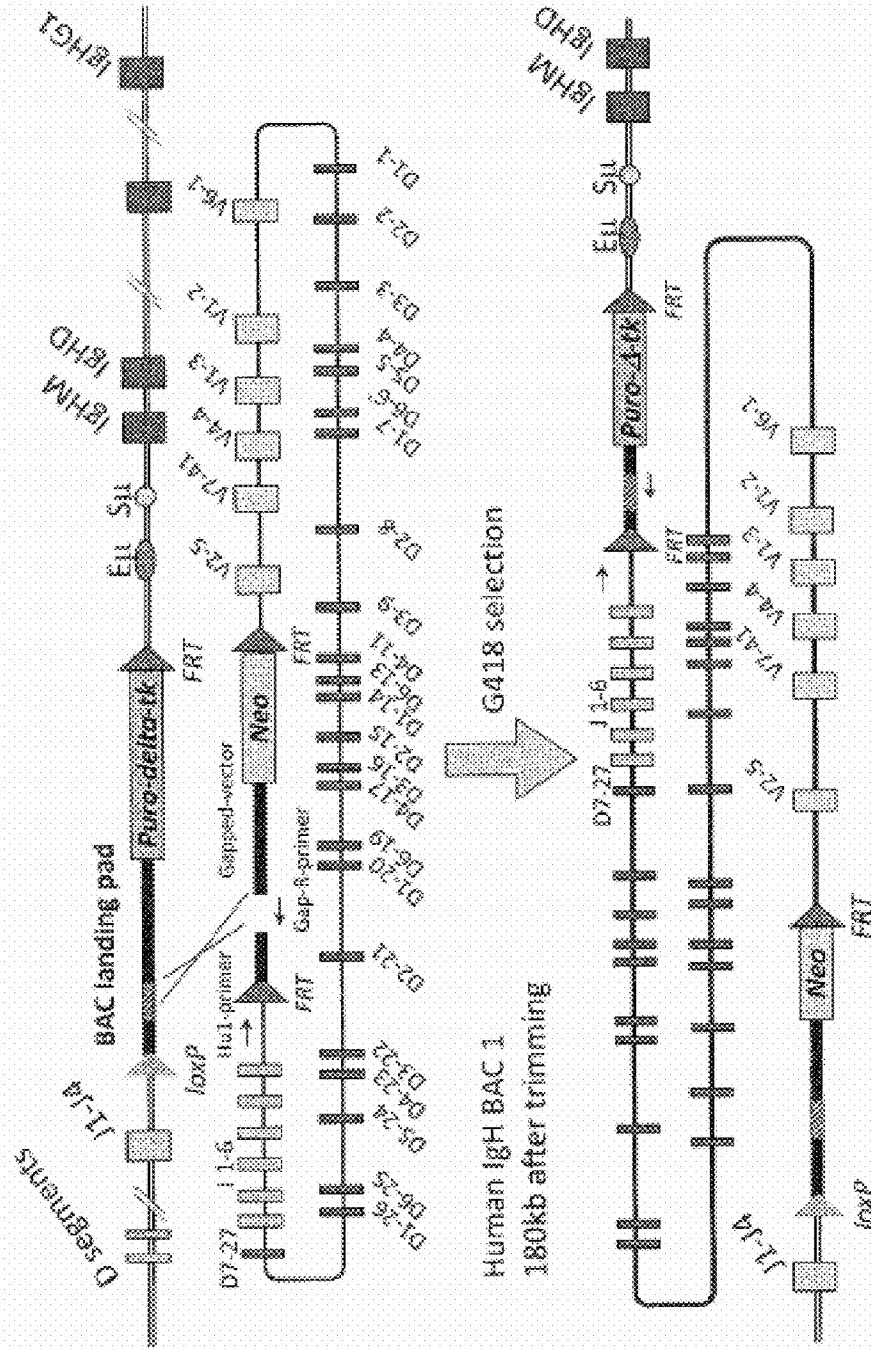 D segments
J1-J4
loxP
BAC landing pad
Puro-delta-tk
FRT
Eμ
Sμ
IgHM
IgHD
IgHG1
D7-27
J 1-6
Hu1-primer
FRT
Gapped-vector
Gap-R-primer
Neo
FRT
V2-5
V7-41
V4-4
V1-3
V1-2
V6-1
D1-26
D6-25
D5-24
D4-23
D3-22
D2-21
D1-20
D6-19
D4-17
D3-16
D2-15
D1-14
D6-13
D4-11
D3-9
D2-8
D1-7
D6-6
D5-5
D4-4
D3-3
D2-2
D1-1
Human IgH BAC 1
180kb after trimming
G418 selection
D7-27
J 1-6
FRT
Puro-Δ-tk
FRT
Eμ
Sμ
IgHM
IgHD
J1-J4
loxP
Neo
FRT
V2-5
V7-41
V4-4
V1-3
V1-2
V6-1